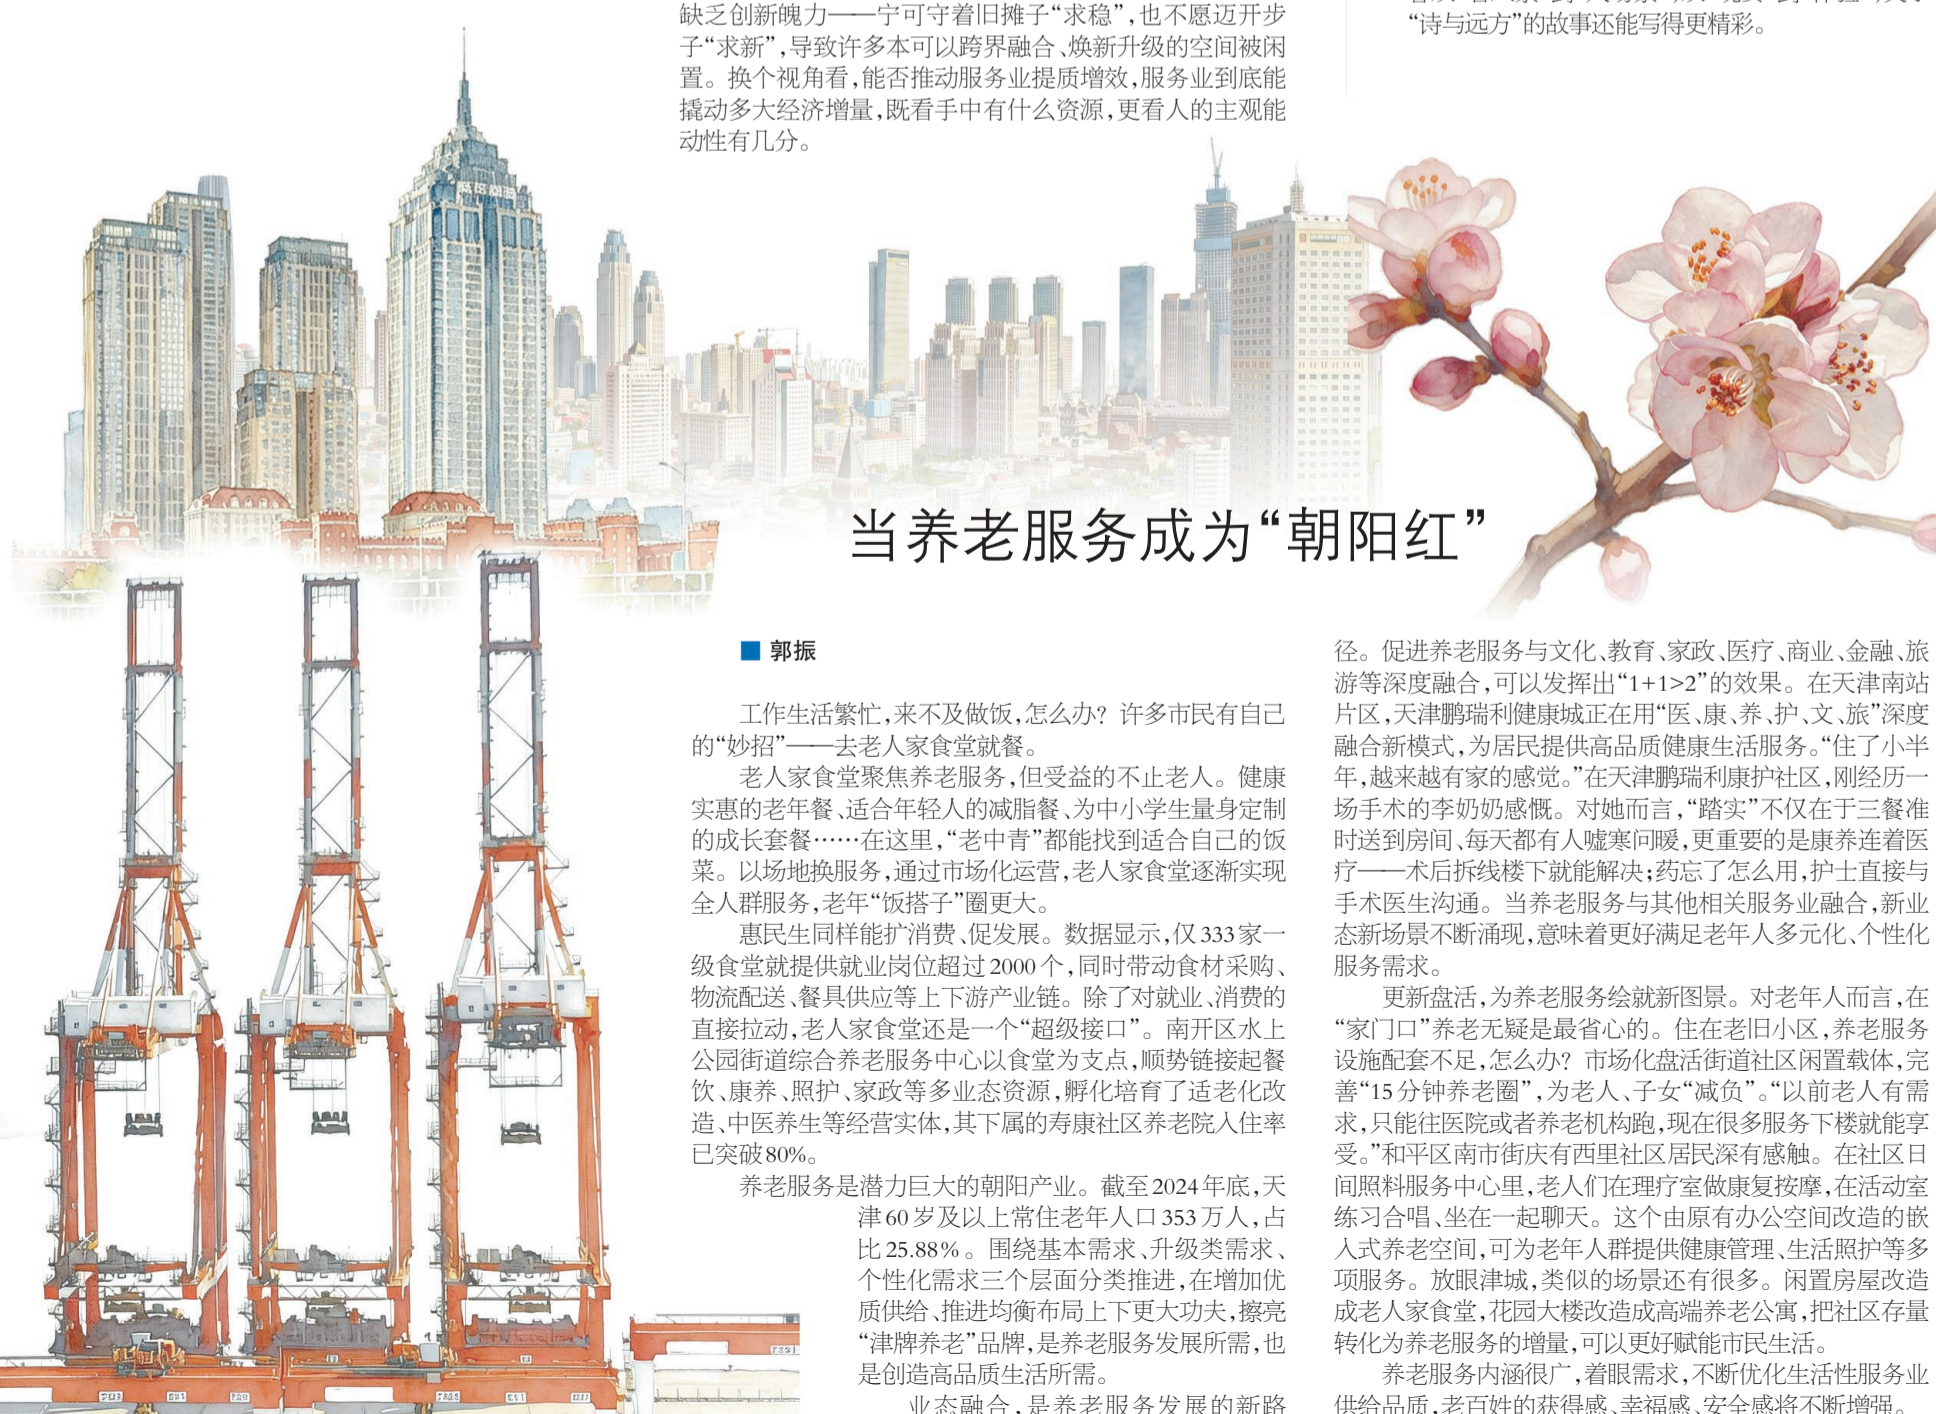 缺乏创新魄力——宁可守着旧摊子“求稳”,也不愿迈开步
子“求新”,导致许多本可以跨界融合、焕新升级的空间被闲
置。换个视角看,能否推动服务业提质增效,服务业到底能
撬动多大经济增量,既看手中有什么资源,更看人的主观能
动性有几分。
“诗与远方”的故事还能写得更精彩。
当养老服务成为“朝阳红”
■ 郭振
工作生活繁忙,来不及做饭,怎么办?许多市民有自己
的“妙招”——去老人家食堂就餐。
老人家食堂聚焦养老服务,但受益的不止老人。健康
实惠的老年餐、适合年轻人的减脂餐、为中小学生量身定制
的成长套餐……在这里,“老中青”都能找到适合自己的饭
菜。以场地换服务,通过市场化运营,老人家食堂逐渐实现
全人群服务,老年“饭搭子”圈更大。
惠民生同样能扩消费、促发展。数据显示,仅333家一
级食堂就提供就业岗位超过2000个,同时带动食材采购、
物流配送、餐具供应等上下游产业链。除了对就业、消费的
直接拉动,老人家食堂还是一个“超级接口”。南开区水上
公园街道综合养老服务中心以食堂为支点,顺势链接起餐
饮、康养、照护、家政等多业态资源,孵化培育了适老化改
造、中医养生等经营实体,其下属的寿康社区养老院入住率
已突破80%。
养老服务是潜力巨大的朝阳产业。截至2024年底,天
津60岁及以上常住老年人口353万人,占
比25.88%。围绕基本需求、升级类需求、
个性化需求三个层面分类推进,在增加优
质供给、推进均衡布局上下更大功夫,擦亮
“津牌养老”品牌,是养老服务发展所需,也
是创造高品质生活所需。
业态融合,是养老服务发展的新路
径。促进养老服务与文化、教育、家政、医疗、商业、金融、旅
游等深度融合,可以发挥出“1+1>2”的效果。在天津南站
片区,天津鹏瑞利健康城正在用“医、康、养、护、文、旅”深度
融合新模式,为居民提供高品质健康生活服务。“住了小半
年,越来越有家的感觉。”在天津鹏瑞利康护社区,刚经历一
场手术的李奶奶感慨。对她而言,“踏实”不仅在于三餐准
时送到房间、每天都有人嘘寒问暖,更重要的是康养连着医
疗——术后拆线楼下就能解决;药忘了怎么用,护士直接与
手术医生沟通。当养老服务与其他相关服务业融合,新业
态新场景不断涌现,意味着更好满足老年人多元化、个性化
服务需求。
更新盘活,为养老服务绘就新图景。对老年人而言,在
“家门口”养老无疑是最省心的。住在老旧小区,养老服务
设施配套不足,怎么办?市场化盘活街道社区闲置载体,完
善“15分钟养老圈”,为老人、子女“减负”。“以前老人有需
求,只能往医院或者养老机构跑,现在很多服务下楼就能享
受。”和平区南市街庆有西里社区居民深有感触。在社区日
间照料服务中心里,老人们在理疗室做康复按摩,在活动室
练习合唱、坐在一起聊天。这个由原有办公空间改造的嵌
入式养老空间,可为老年人群提供健康管理、生活照护等多
项服务。放眼津城,类似的场景还有很多。闲置房屋改造
成老人家食堂,花园大楼改造成高端养老公寓,把社区存量
转化为养老服务的增量,可以更好赋能市民生活。
养老服务内涵很广,着眼需求,不断优化生活性服务业
供给品质,老百姓的获得感、幸福感、安全感将不断增强。